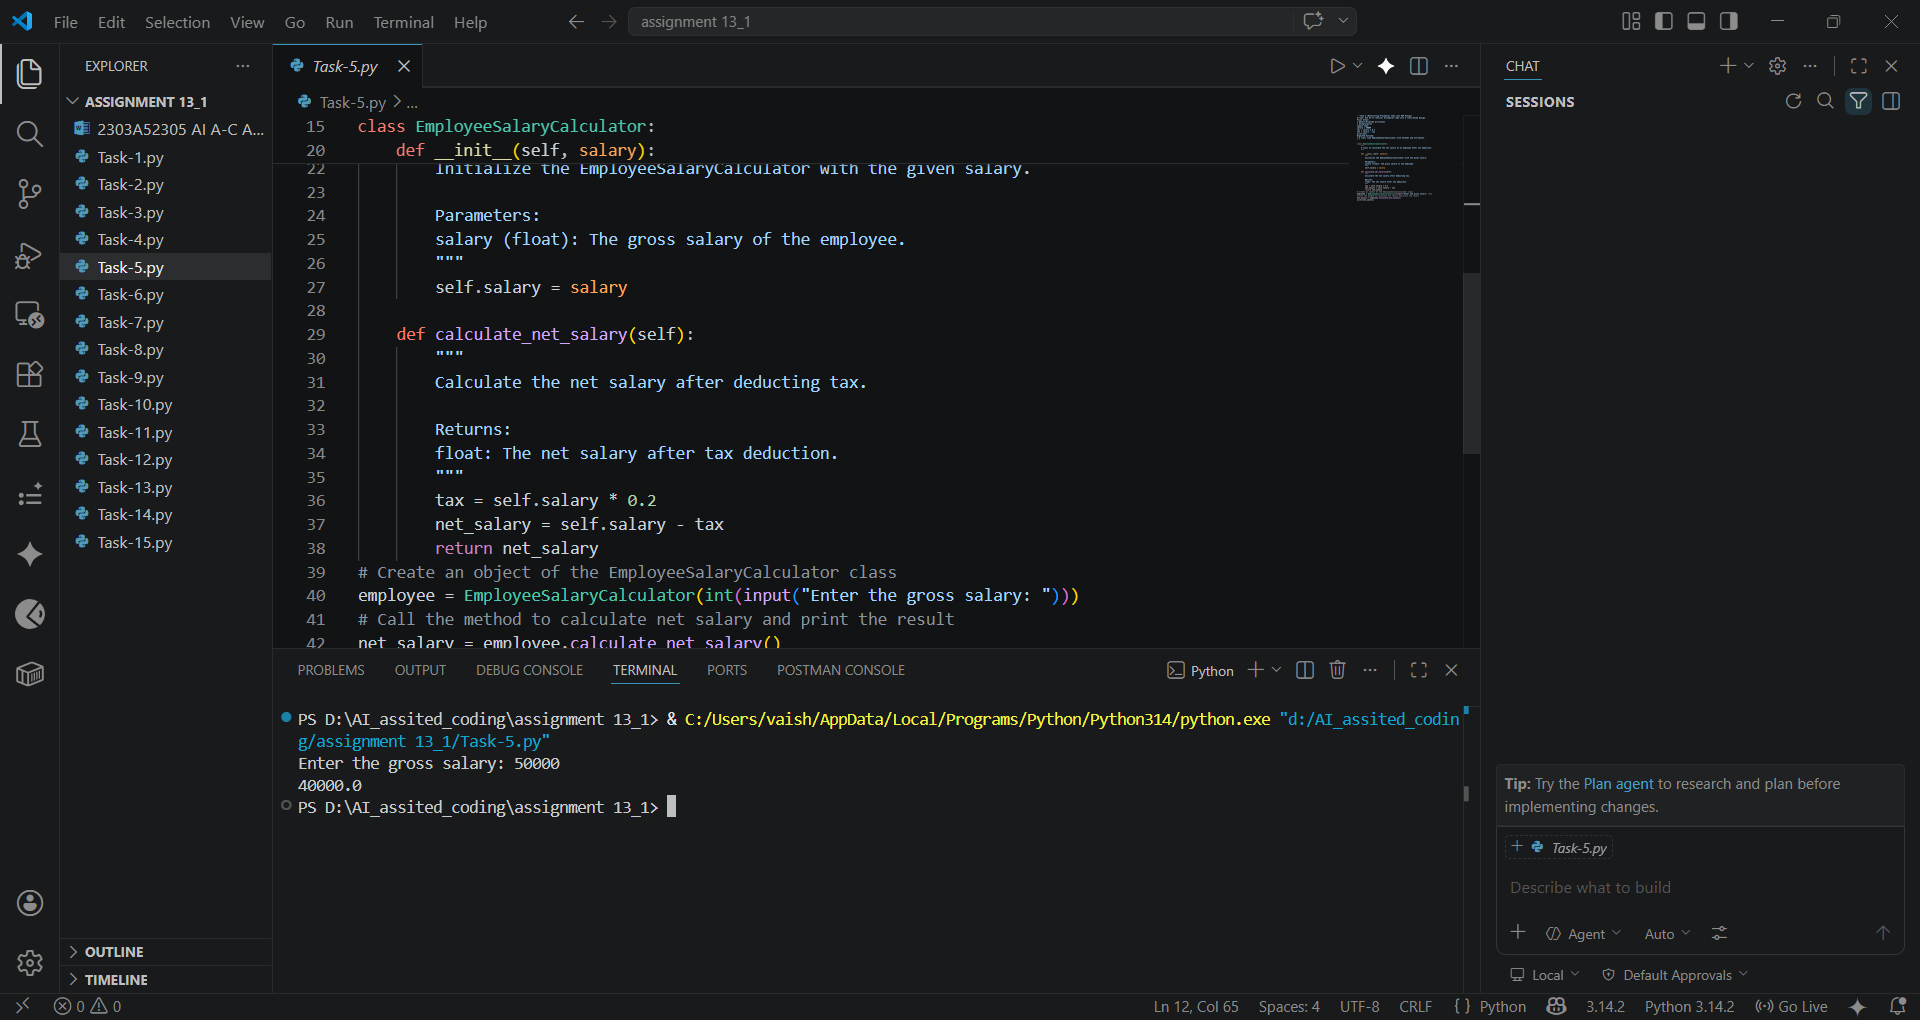 File Edit Selection View Go Run Terminal Help
assignment 13_1
EXPLORER
ASSIGNMENT 13_1
2303A52305 AI A-C A...
Task-1.py
Task-2.py
Task-3.py
Task-4.py
Task-5.py
Task-6.py
Task-7.py
Task-8.py
Task-9.py
Task-10.py
Task-11.py
Task-12.py
Task-13.py
Task-14.py
Task-15.py
OUTLINE
TIMELINE
Task-5.py
Task-5.py > ...
15 class EmployeeSalaryCalculator:
20 def __init__(self, salary):
22 Initialize the EmployeeSalaryCalculator with the given salary.
23
24 Parameters:
25 salary (float): The gross salary of the employee.
26 """
27 self.salary = salary
28
29 def calculate_net_salary(self):
30 """
31 Calculate the net salary after deducting tax.
32
33 Returns:
34 float: The net salary after tax deduction.
35 """
36 tax = self.salary * 0.2
37 net_salary = self.salary - tax
38 return net_salary
39 # Create an object of the EmployeeSalaryCalculator class
40 employee = EmployeeSalaryCalculator(int(input("Enter the gross salary: ")))
41 # Call the method to calculate net salary and print the result
42 net_salary = employee.calculate_net_salary()
PROBLEMS OUTPUT DEBUG CONSOLE TERMINAL PORTS POSTMAN CONSOLE
Python
PS D:\AI_assited_coding\assignment 13_1> & C:/Users/vaish/AppData/Local/Programs/Python/Python314/python.exe "d:/AI_assited_codin
g/assignment 13_1/Task-5.py"
Enter the gross salary: 50000
40000.0
PS D:\AI_assited_coding\assignment 13_1>
CHAT
SESSIONS
Tip: Try the Plan agent to research and plan before
implementing changes.
Task-5.py
Describe what to build
Agent Auto
Local Default Approvals
0 0
Ln 12, Col 65 Spaces: 4 UTF-8 CRLF { } Python 3.14.2 Python 3.14.2 Go Live